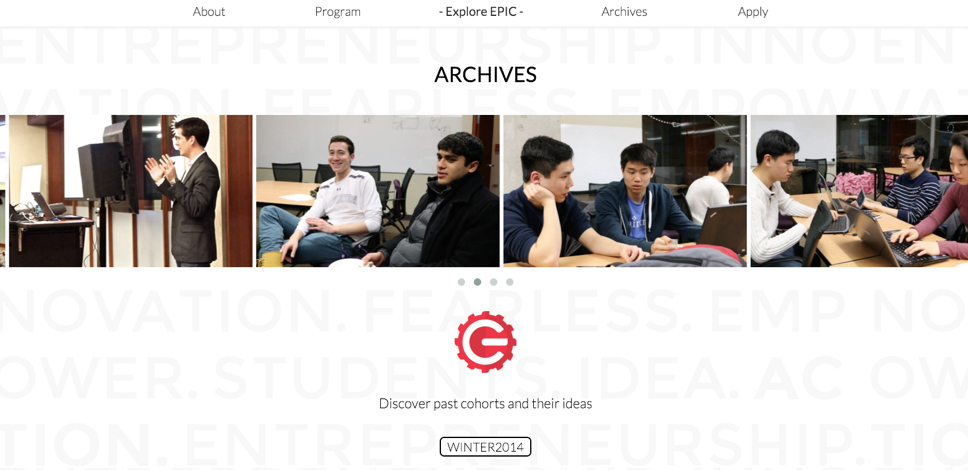 About Program - Explore EPIC - Archives Apply
ENTREPRENEURSHIP. INNO EN
ARCHIVES
VATION. FEARLESS. EMPOW VAT
NOVATION. FEARLESS. EMP NO
OWER. STUDENTS. IDEA. AC OW
Discover past cohorts and their ideas
TION. ENTREPRENEURSHIP. TIO
WINTER2014